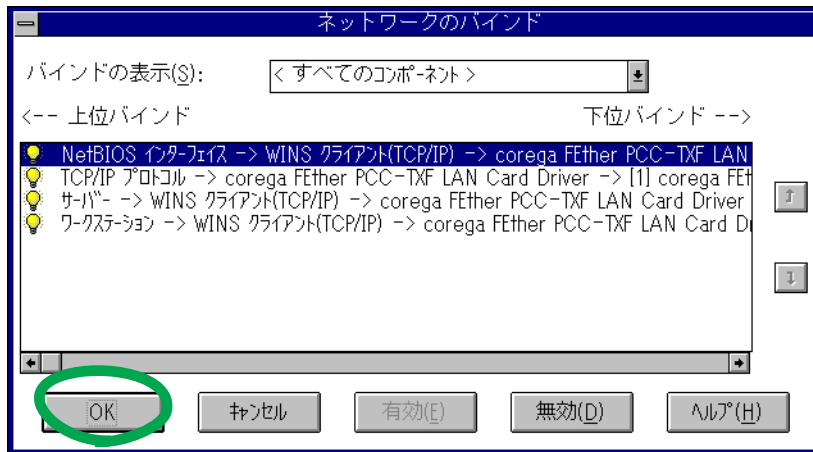 ネットワークのバインド
バインドの表示(S): < すべてのｺﾝﾎﾟｰﾈﾝﾄ >
<-- 上位バインド 下位バインド -->
NetBIOS ｲﾝﾀｰﾌｪｲｽ -> WINS ｸﾗｲｱﾝﾄ(TCP/IP) -> corega FEther PCC-TXF LAN
TCP/IP ﾌﾟﾛﾄｺﾙ -> corega FEther PCC-TXF LAN Card Driver -> [1] corega FEt
ｻｰﾊﾞｰ -> WINS ｸﾗｲｱﾝﾄ(TCP/IP) -> corega FEther PCC-TXF LAN Card Driver
ﾜｰｸｽﾃｰｼｮﾝ -> WINS ｸﾗｲｱﾝﾄ(TCP/IP) -> corega FEther PCC-TXF LAN Card D
OK ｷｬﾝｾﾙ 有効(E) 無効(D) ﾍﾙﾌﾟ(H)